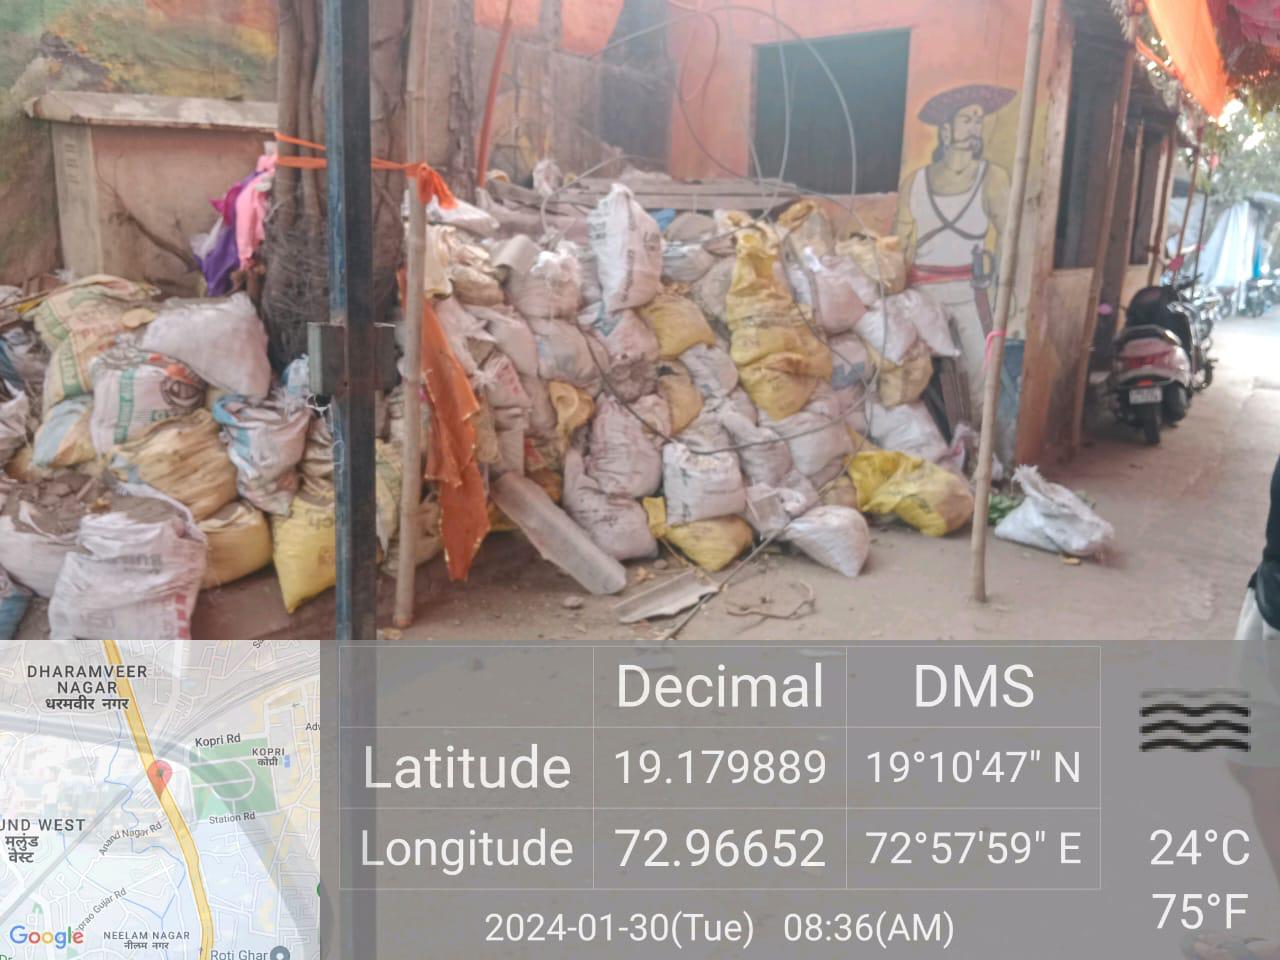 DHARAMVEER
NAGAR
धरमवीर नगर
Kopri Rd
KOPRI
कोपरी
UND WEST
मुलुंड
वेस्ट
Anand Nagar Rd
Station Rd
Gujar Rd
NEELAM NAGAR
नीलम नगर
Google
Roti Ghar
Decimal DMS
Latitude 19.179889 19°10'47" N
Longitude 72.96652 72°57'59" E
24°C
75°F
2024-01-30(Tue) 08:36(AM)